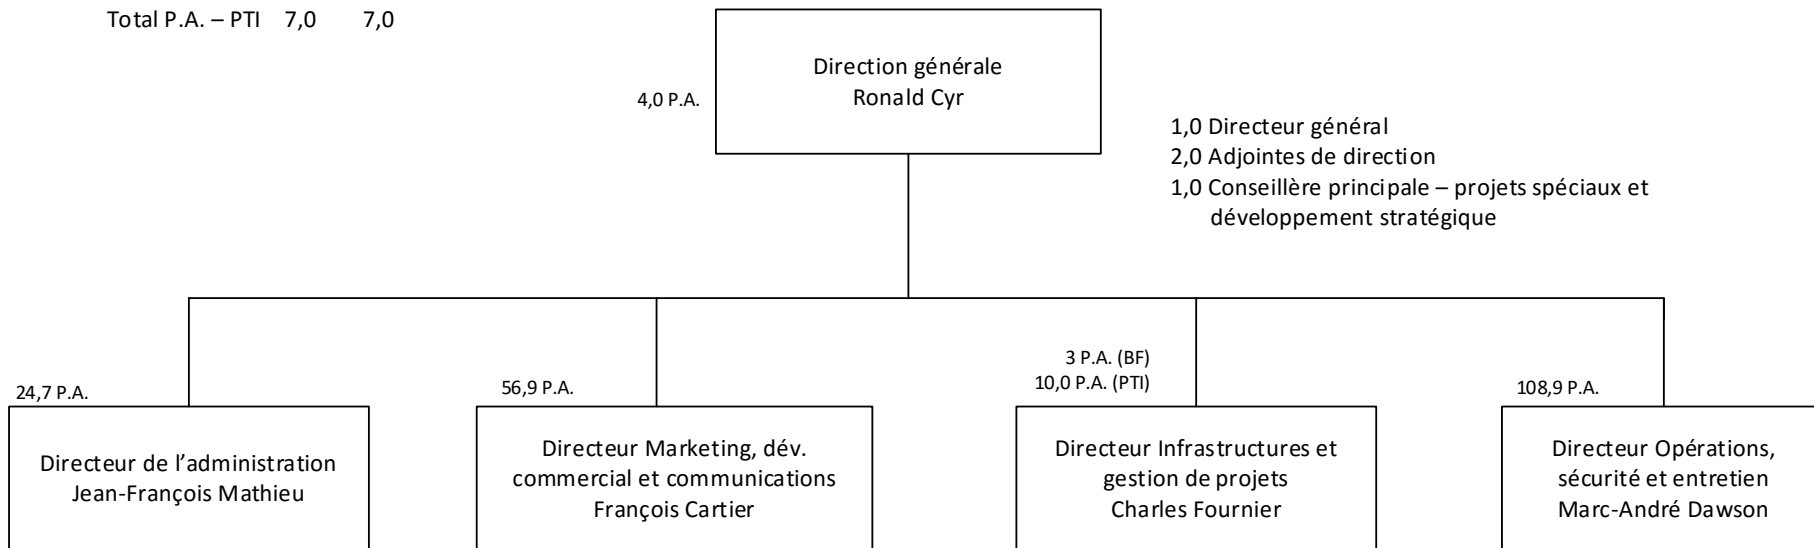 Total P.A. – PTI 7,0 7,0
Direction générale
Ronald Cyr
4,0 P.A.
1,0 Directeur général
2,0 Adjointes de direction
1,0 Conseillère principale – projets spéciaux et
développement stratégique
24,7 P.A.
Directeur de l’administration
Jean-François Mathieu
56,9 P.A.
Directeur Marketing, dév.
commercial et communications
François Cartier
3 P.A. (BF)
10,0 P.A. (PTI)
Directeur Infrastructures et
gestion de projets
Charles Fournier
108,9 P.A.
Directeur Opérations,
sécurité et entretien
Marc-André Dawson